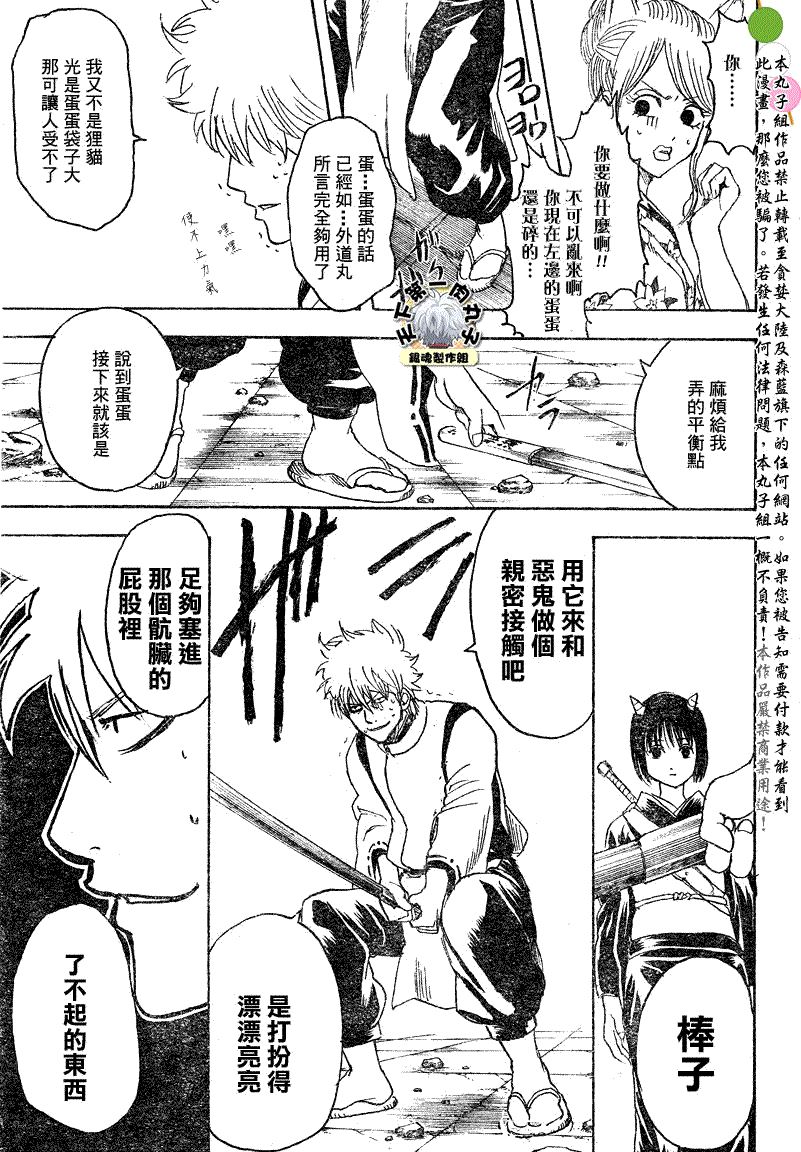 你……
你要做什麼啊!!
不可以亂來啊
你現在左邊的蛋蛋
還是碎的…
ヨロ
ヨロ
蛋…蛋蛋的話
已經如…外道丸
所言完全夠用了
我又不是狸貓
光是蛋蛋袋子大
那可讓人受不了
嘿嘿
使不上力氣
天下第一肉丸子
銀魂製作組
麻煩給我
弄的平衡點
說到蛋蛋
接下來就該是
棒子
用它來和
惡鬼做個
親密接觸吧
是打扮得
漂漂亮亮
足夠塞進
那個骯臟的
屁股裡
了不起的東西
本丸子組作品禁止轉載至貪婪大陸及森藍旗下的任何網站。如果您被告知需要付款才能看到
此漫畫,那麼您被騙了。若發生任何法律問題,本丸子組一概不負責!本作品嚴禁商業用途!